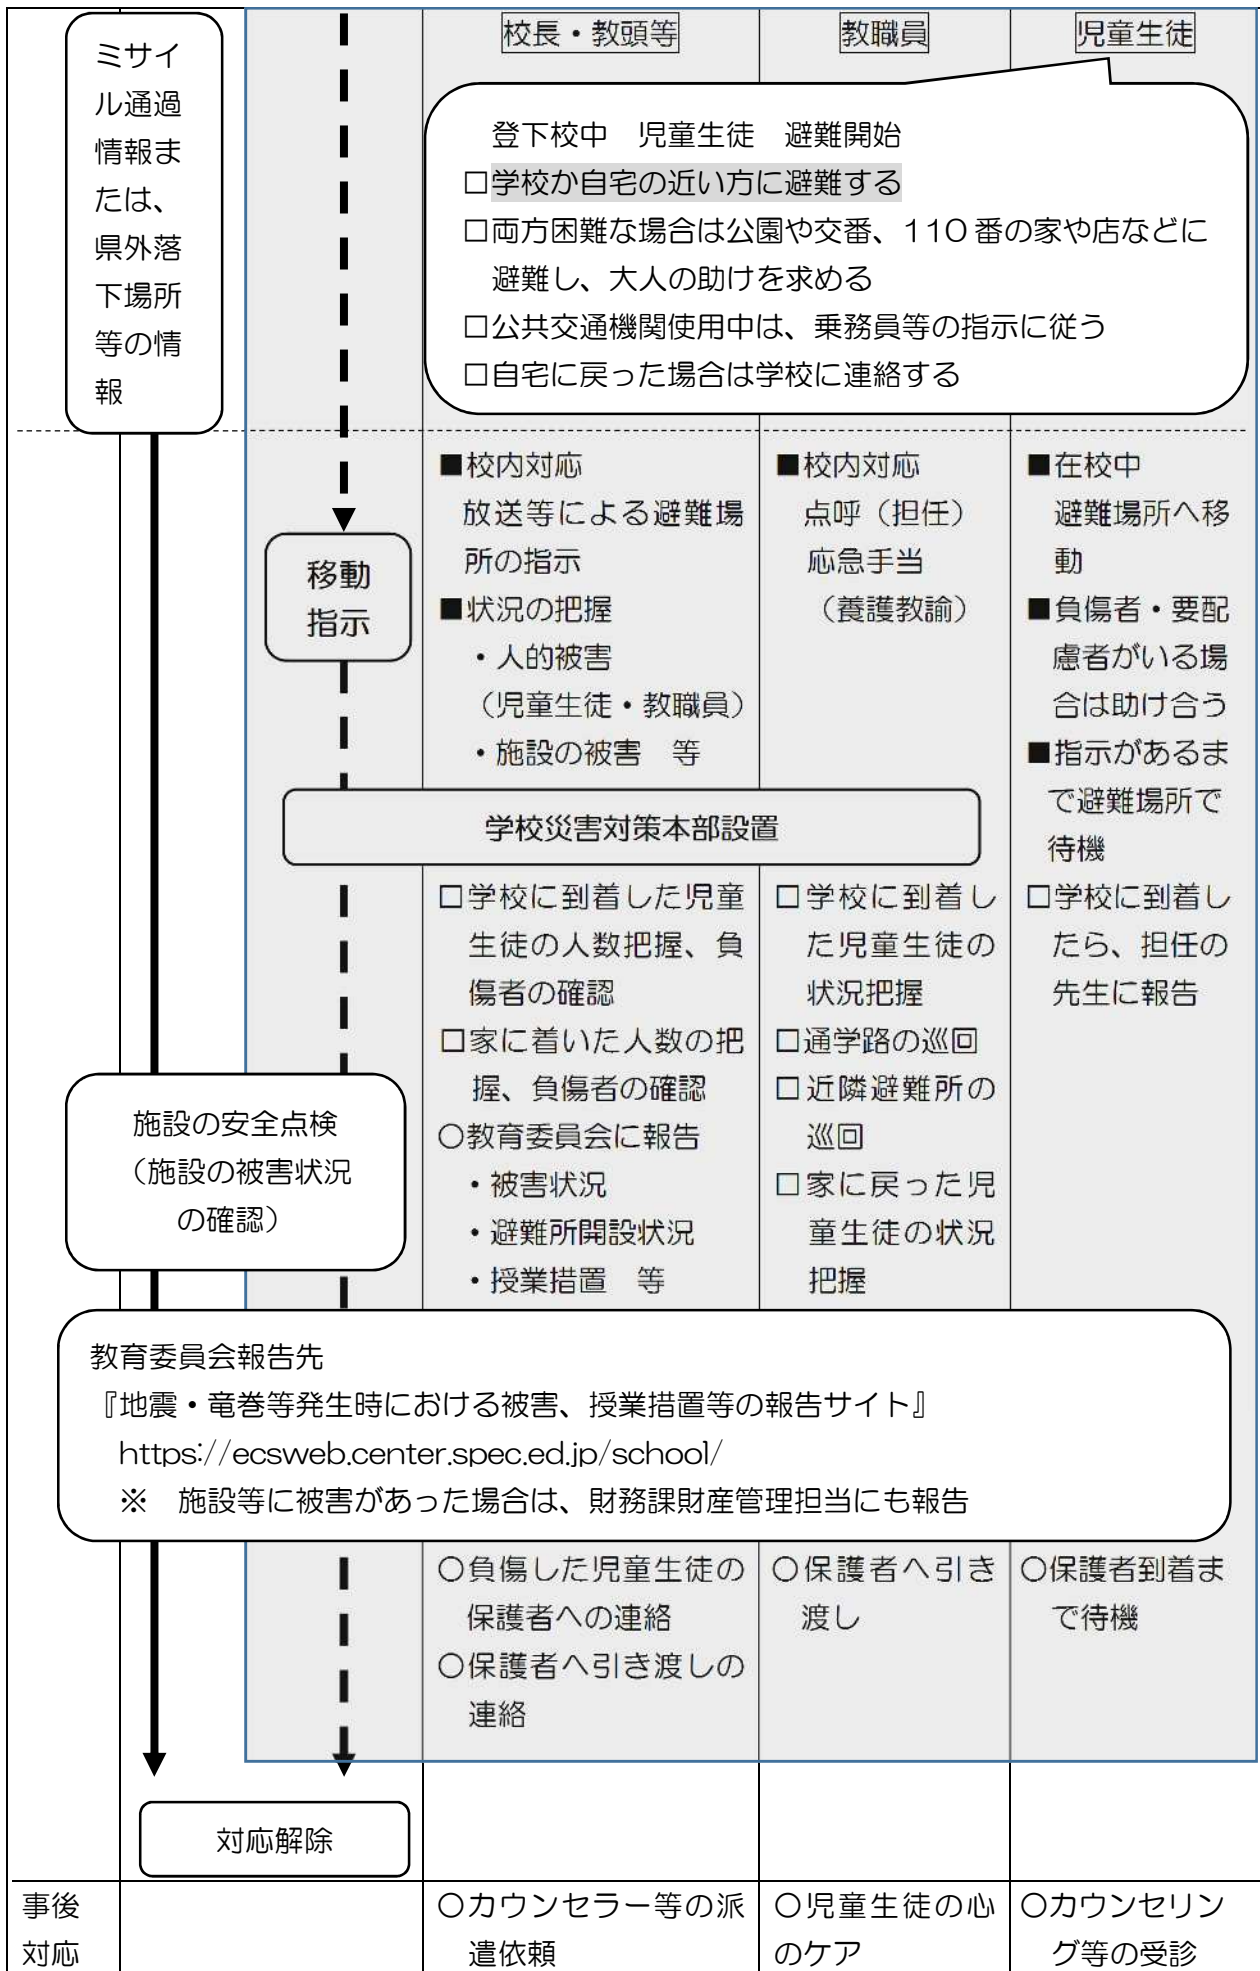 ミサイ
ル通過
情報ま
たは、
県外落
下場所
等の情
報
校長・教頭等
教職員
児童生徒
登下校中　児童生徒　避難開始
□学校か自宅の近い方に避難する
□両方困難な場合は公園や交番、110番の家や店などに
避難し、大人の助けを求める
□公共交通機関使用中は、乗務員等の指示に従う
□自宅に戻った場合は学校に連絡する
移動
指示
■校内対応
放送等による避難場
所の指示
■状況の把握
・人的被害
（児童生徒・教職員）
・施設の被害　等
■校内対応
点呼（担任）
応急手当
（養護教諭）
■在校中
避難場所へ移
動
■負傷者・要配
慮者がいる場
合は助け合う
■指示があるま
で避難場所で
待機
学校災害対策本部設置
□学校に到着した児童
生徒の人数把握、負
傷者の確認
□家に着いた人数の把
握、負傷者の確認
○教育委員会に報告
・被害状況
・避難所開設状況
・授業措置　等
□学校に到着し
た児童生徒の
状況把握
□通学路の巡回
□近隣避難所の
巡回
□家に戻った児
童生徒の状況
把握
□学校に到着し
たら、担任の
先生に報告
施設の安全点検
（施設の被害状況
の確認）
教育委員会報告先
『地震・竜巻等発生時における被害、授業措置等の報告サイト』
https://ecsweb.center.spec.ed.jp/school/
※　施設等に被害があった場合は、財務課財産管理担当にも報告
○負傷した児童生徒の
保護者への連絡
○保護者へ引き渡しの
連絡
○保護者へ引き
渡し
○保護者到着ま
で待機
対応解除
事後
対応
○カウンセラー等の派
遣依頼
○児童生徒の心
のケア
○カウンセリン
グ等の受診